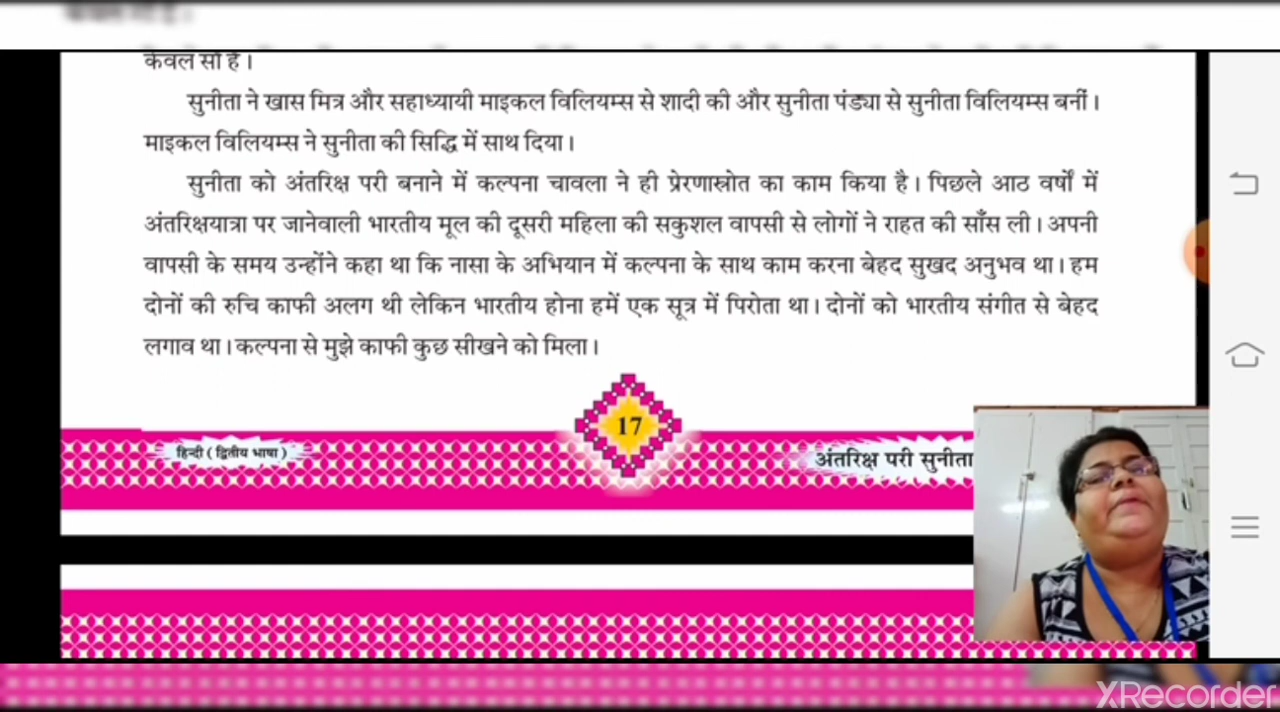 केवल सौ है।
सुनीता ने खास मित्र और सहाध्यायी माइकल विलियम्स से शादी की और सुनीता पंड्या से सुनीता विलियम्स बनीं।
माइकल विलियम्स ने सुनीता की सिद्धि में साथ दिया।
सुनीता को अंतरिक्ष परी बनाने में कल्पना चावला ने ही प्रेरणास्रोत का काम किया है। पिछले आठ वर्षों में
अंतरिक्षयात्रा पर जानेवाली भारतीय मूल की दूसरी महिला की सकुशल वापसी से लोगों ने राहत की साँस ली। अपनी
वापसी के समय उन्होंने कहा था कि नासा के अभियान में कल्पना के साथ काम करना बेहद सुखद अनुभव था। हम
दोनों की रुचि काफी अलग थी लेकिन भारतीय होना हमें एक सूत्र में पिरोता था। दोनों को भारतीय संगीत से बेहद
लगाव था। कल्पना से मुझे काफी कुछ सीखने को मिला।
17
हिन्दी (द्वितीय भाषा)
अंतरिक्ष परी सुनीता
XRecorder